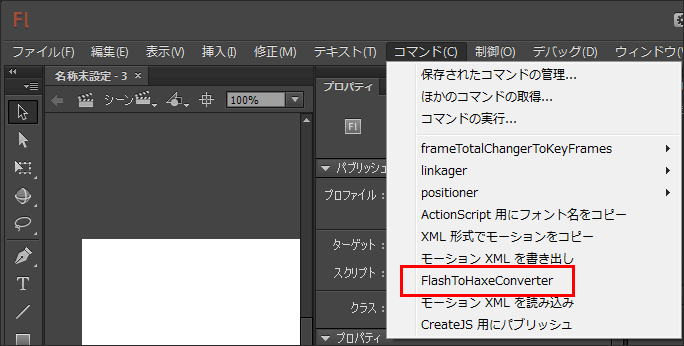 Fl
ファイル(F) 編集(E) 表示(V) 挿入(I) 修正(M) テキスト(T) コマンド(C) 制御(O) デバッグ(D) ウィンドウ(
名称未設定 - 3 ×
シーン 100%
T
プロパティ
Fl
パブリッシュ
プロファイル :
ターゲット :
スクリプト :
クラス :
プロパティ
保存されたコマンドの管理...
ほかのコマンドの取得...
コマンドの実行...
frameTotalChangerToKeyFrames
linkager
positioner
ActionScript 用にフォント名をコピー
XML 形式でモーションをコピー
モーション XML を書き出し
FlashToHaxeConverter
モーション XML を読み込み
CreateJS 用にパブリッシュ